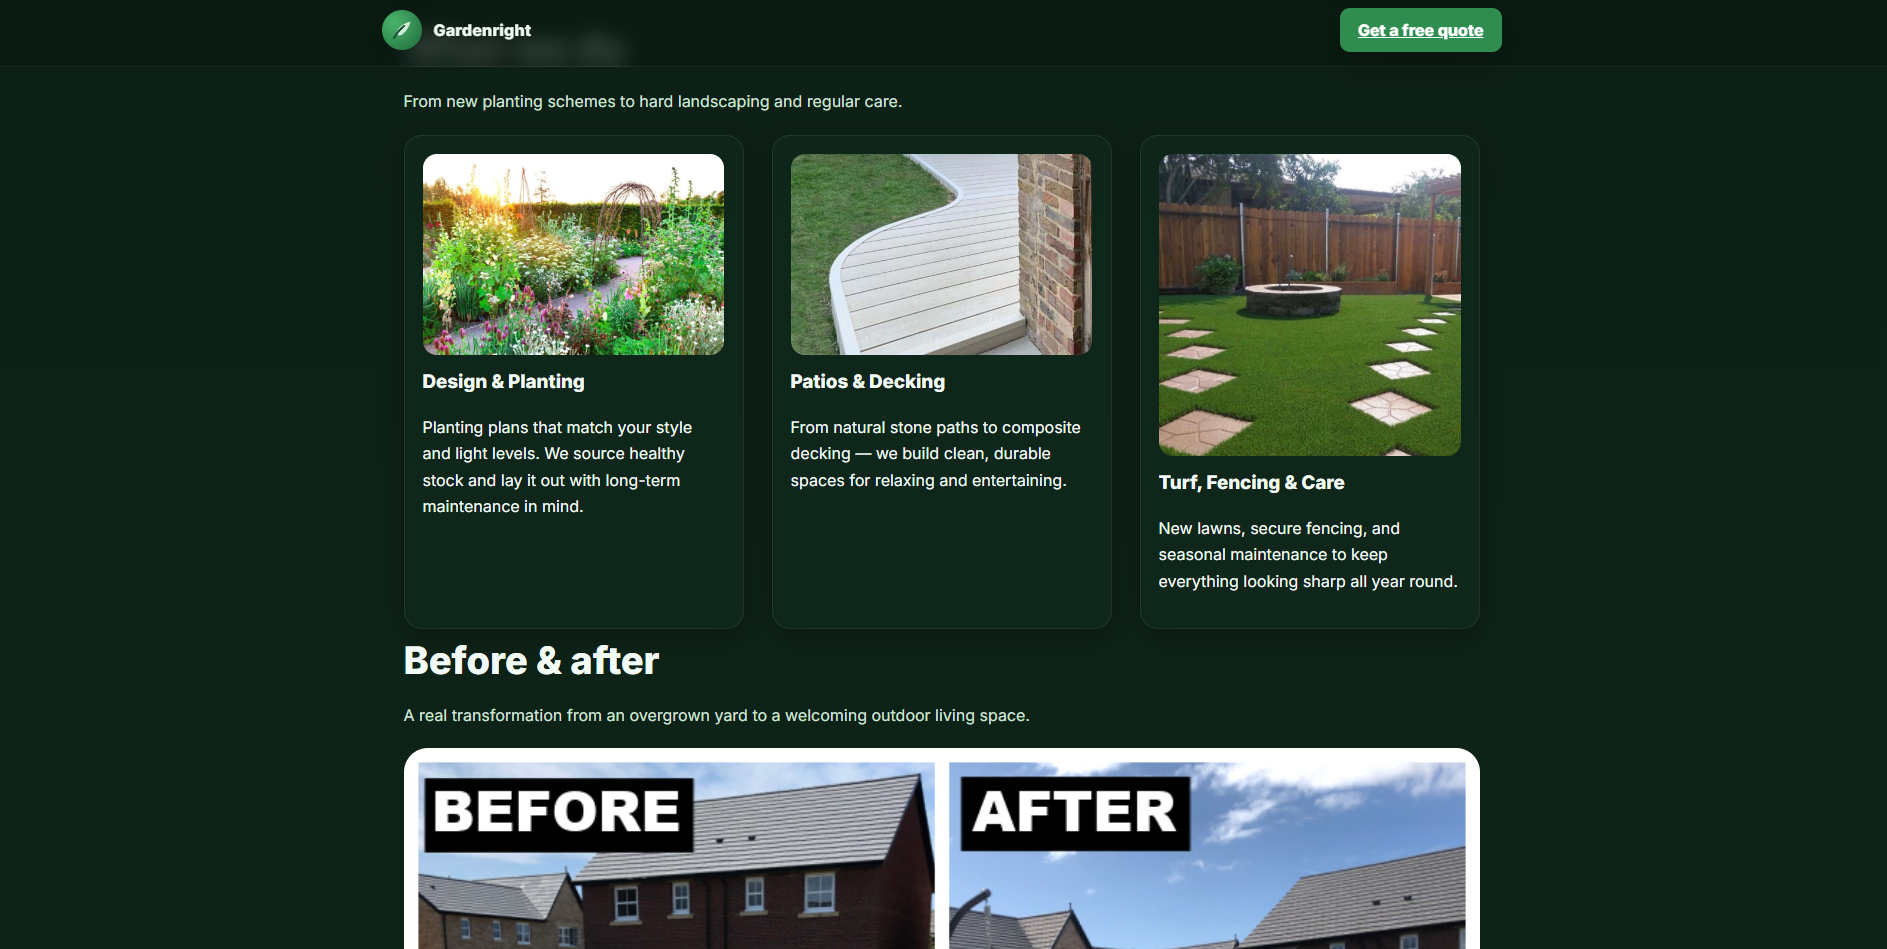 Gardenright
Get a free quote
From new planting schemes to hard landscaping and regular care.
Design & Planting
Planting plans that match your style
and light levels. We source healthy
stock and lay it out with long-term
maintenance in mind.
Patios & Decking
From natural stone paths to composite
decking — we build clean, durable
spaces for relaxing and entertaining.
Turf, Fencing & Care
New lawns, secure fencing, and
seasonal maintenance to keep
everything looking sharp all year round.
Before & after
A real transformation from an overgrown yard to a welcoming outdoor living space.
BEFORE
AFTER